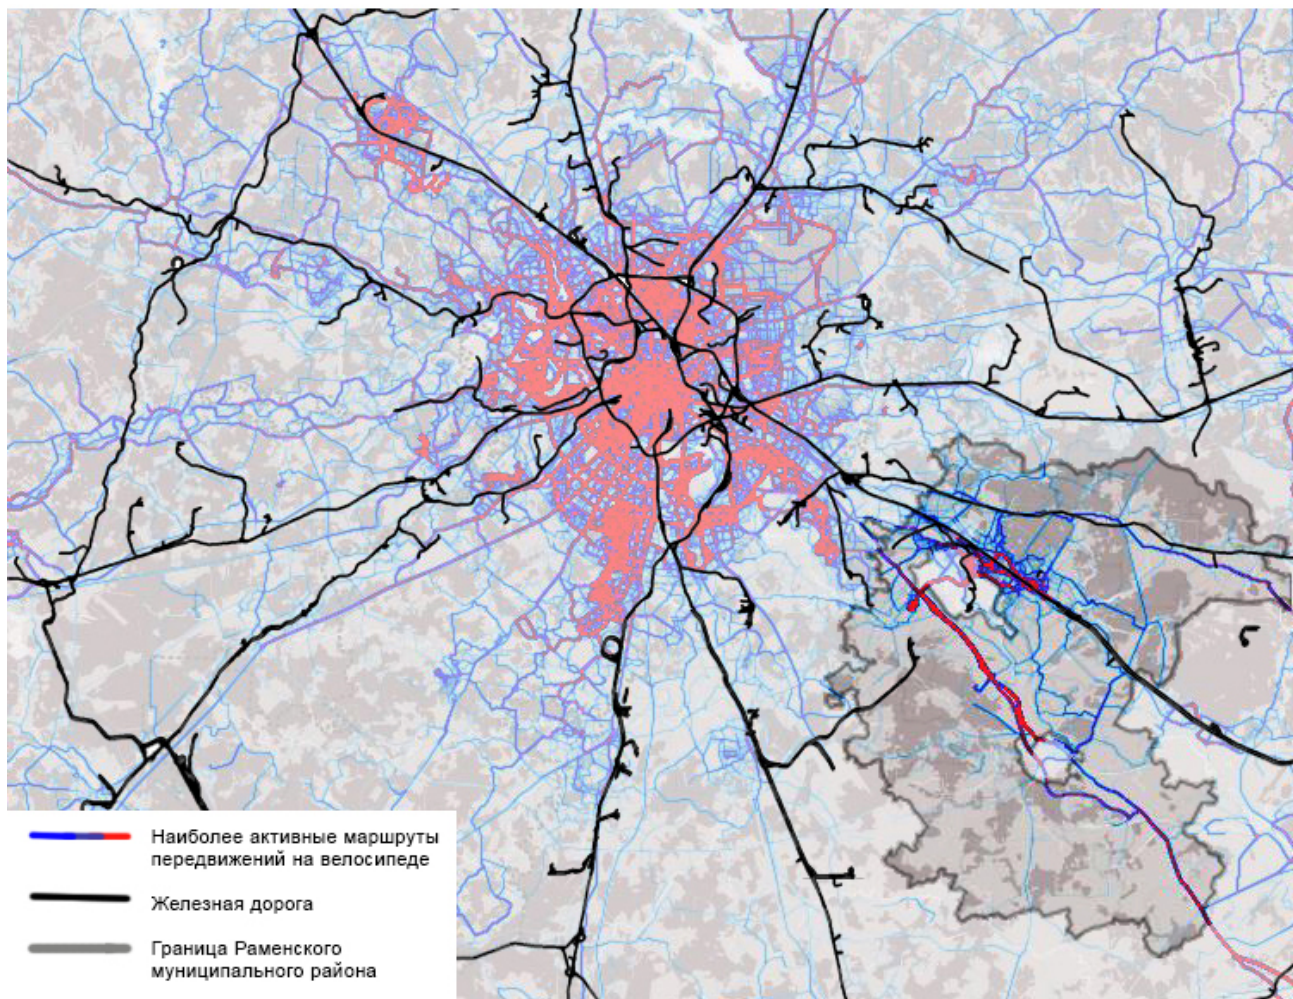 Наиболее активные маршруты
передвижений на велосипеде
Железная дорога
Граница Раменского
муниципального района